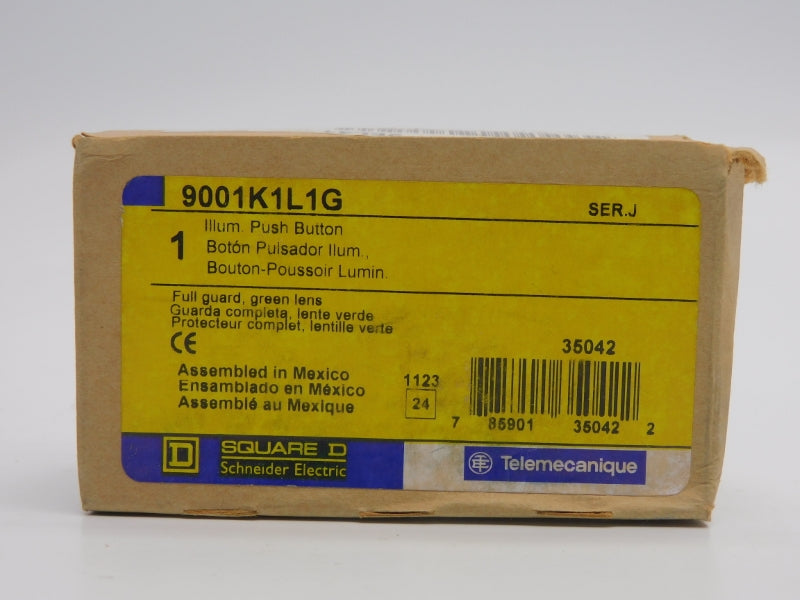 9001K1L1G
SER.J
1
Illum. Push Button
Botón Pulsador Ilum.,
Bouton-Poussoir Lumin.
Full guard, green lens
Guarda completa, lente verde
Protecteur complet, lentille verte
CE
Assembled in Mexico
Ensamblado en México
Assemblé au Mexique
1123
24
35042
7 85901 35042 2
D
SQUARE D
Schneider Electric
Telemecanique